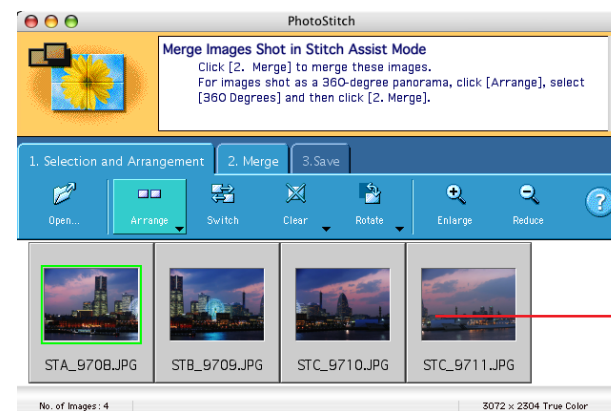 PhotoStitch
Merge Images Shot in Stitch Assist Mode
Click [2. Merge] to merge these images.
For images shot as a 360-degree panorama, click [Arrange], select
[360 Degrees] and then click [2. Merge].
1. Selection and Arrangement 2. Merge 3.Save
Open... Arrange Switch Clear Rotate Enlarge Reduce ?
STA_9708.JPG STB_9709.JPG STC_9710.JPG STC_9711.JPG
No. of Images: 4 3072 x 2304 True Color